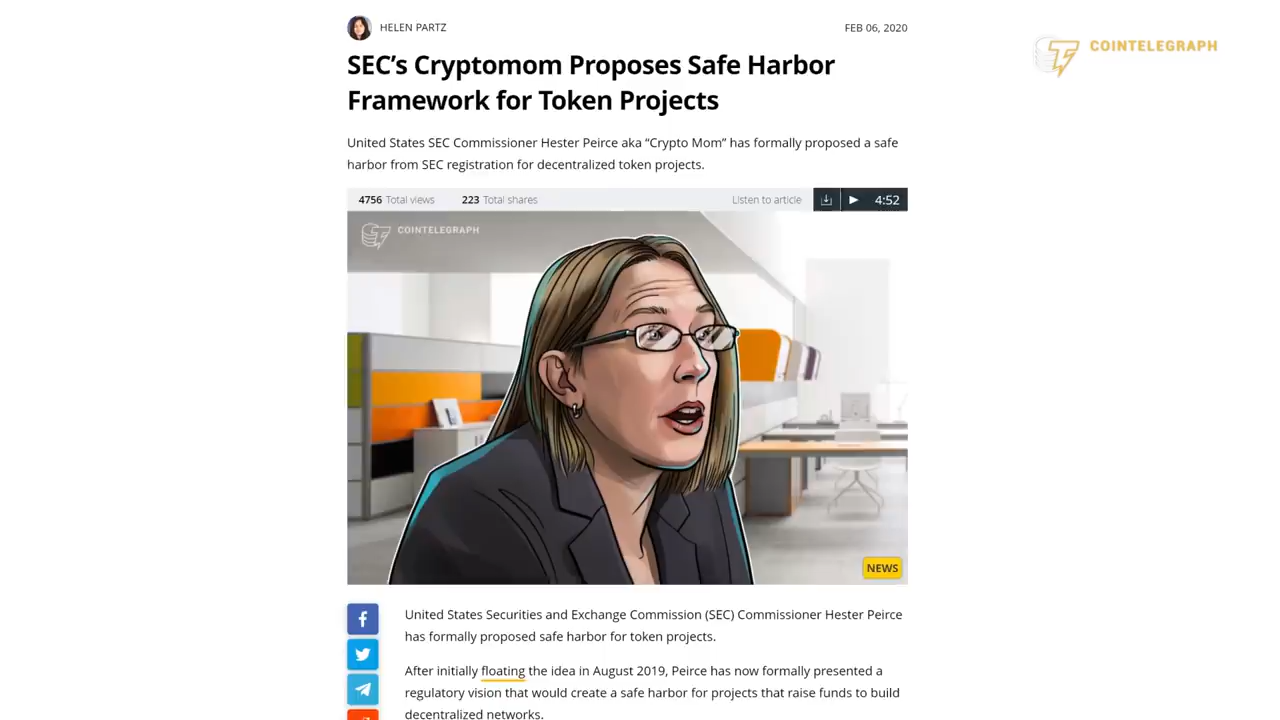 HELEN PARTZ
FEB 06, 2020
COINTELEGRAPH
SEC’s Cryptomom Proposes Safe Harbor
Framework for Token Projects
United States SEC Commissioner Hester Peirce aka “Crypto Mom” has formally proposed a safe
harbor from SEC registration for decentralized token projects.
4756 Total views 223 Total shares Listen to article 4:52
COINTELEGRAPH
NEWS
United States Securities and Exchange Commission (SEC) Commissioner Hester Peirce
has formally proposed safe harbor for token projects.
After initially floating the idea in August 2019, Peirce has now formally presented a
regulatory vision that would create a safe harbor for projects that raise funds to build
decentralized networks.